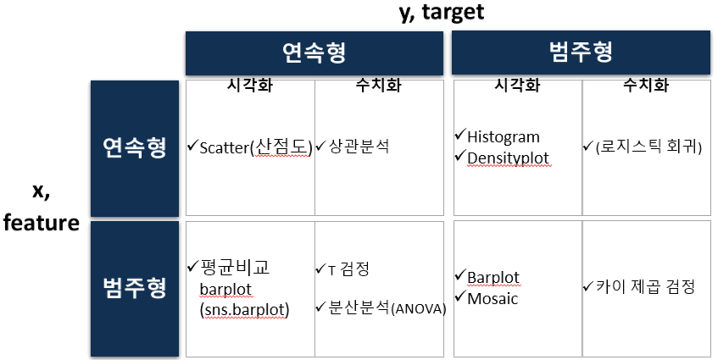 y, target
연속형
범주형
시각화
수치화
시각화
수치화
x,
feature
연속형
✓Scatter(산점도)
✓상관분석
✓Histogram
✓Densityplot
✓(로지스틱 회귀)
범주형
✓평균비교
barplot
(sns.barplot)
✓T 검정
✓분산분석(ANOVA)
✓Barplot
✓Mosaic
✓카이 제곱 검정